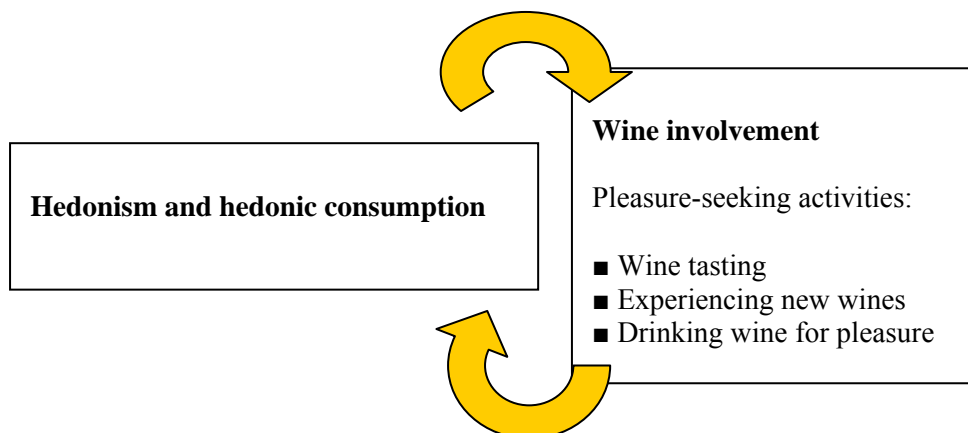 Hedonism and hedonic consumption
Wine involvement
Pleasure-seeking activities:
■ Wine tasting
■ Experiencing new wines
■ Drinking wine for pleasure